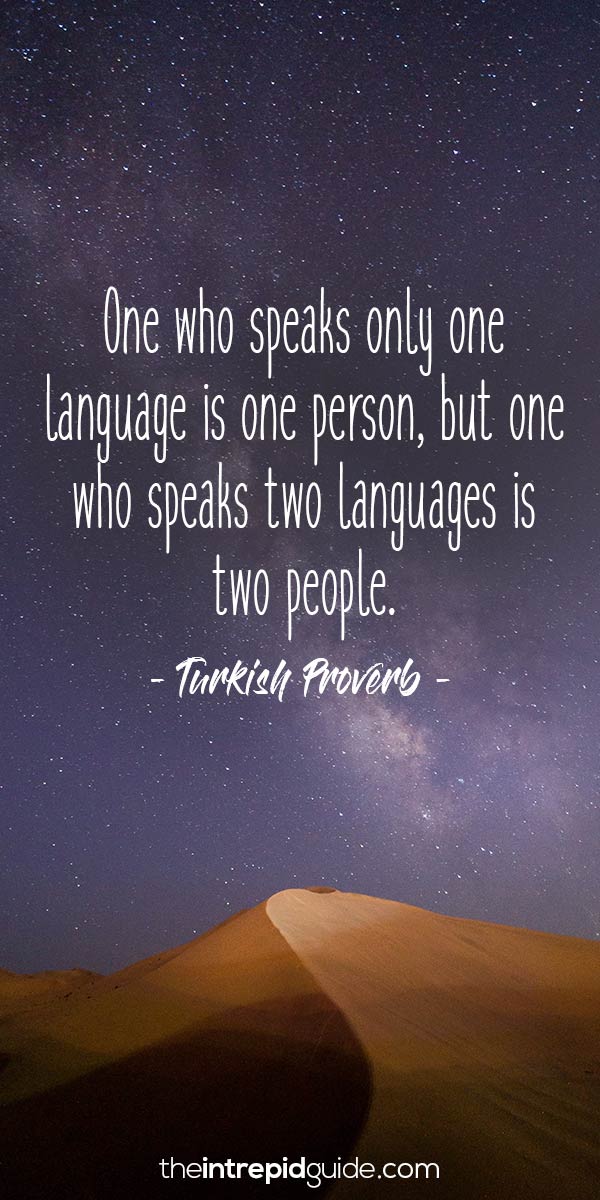 One who speaks only one
language is one person, but one
who speaks two languages is
two people.
- Turkish Proverb -
theintrepidguide.com